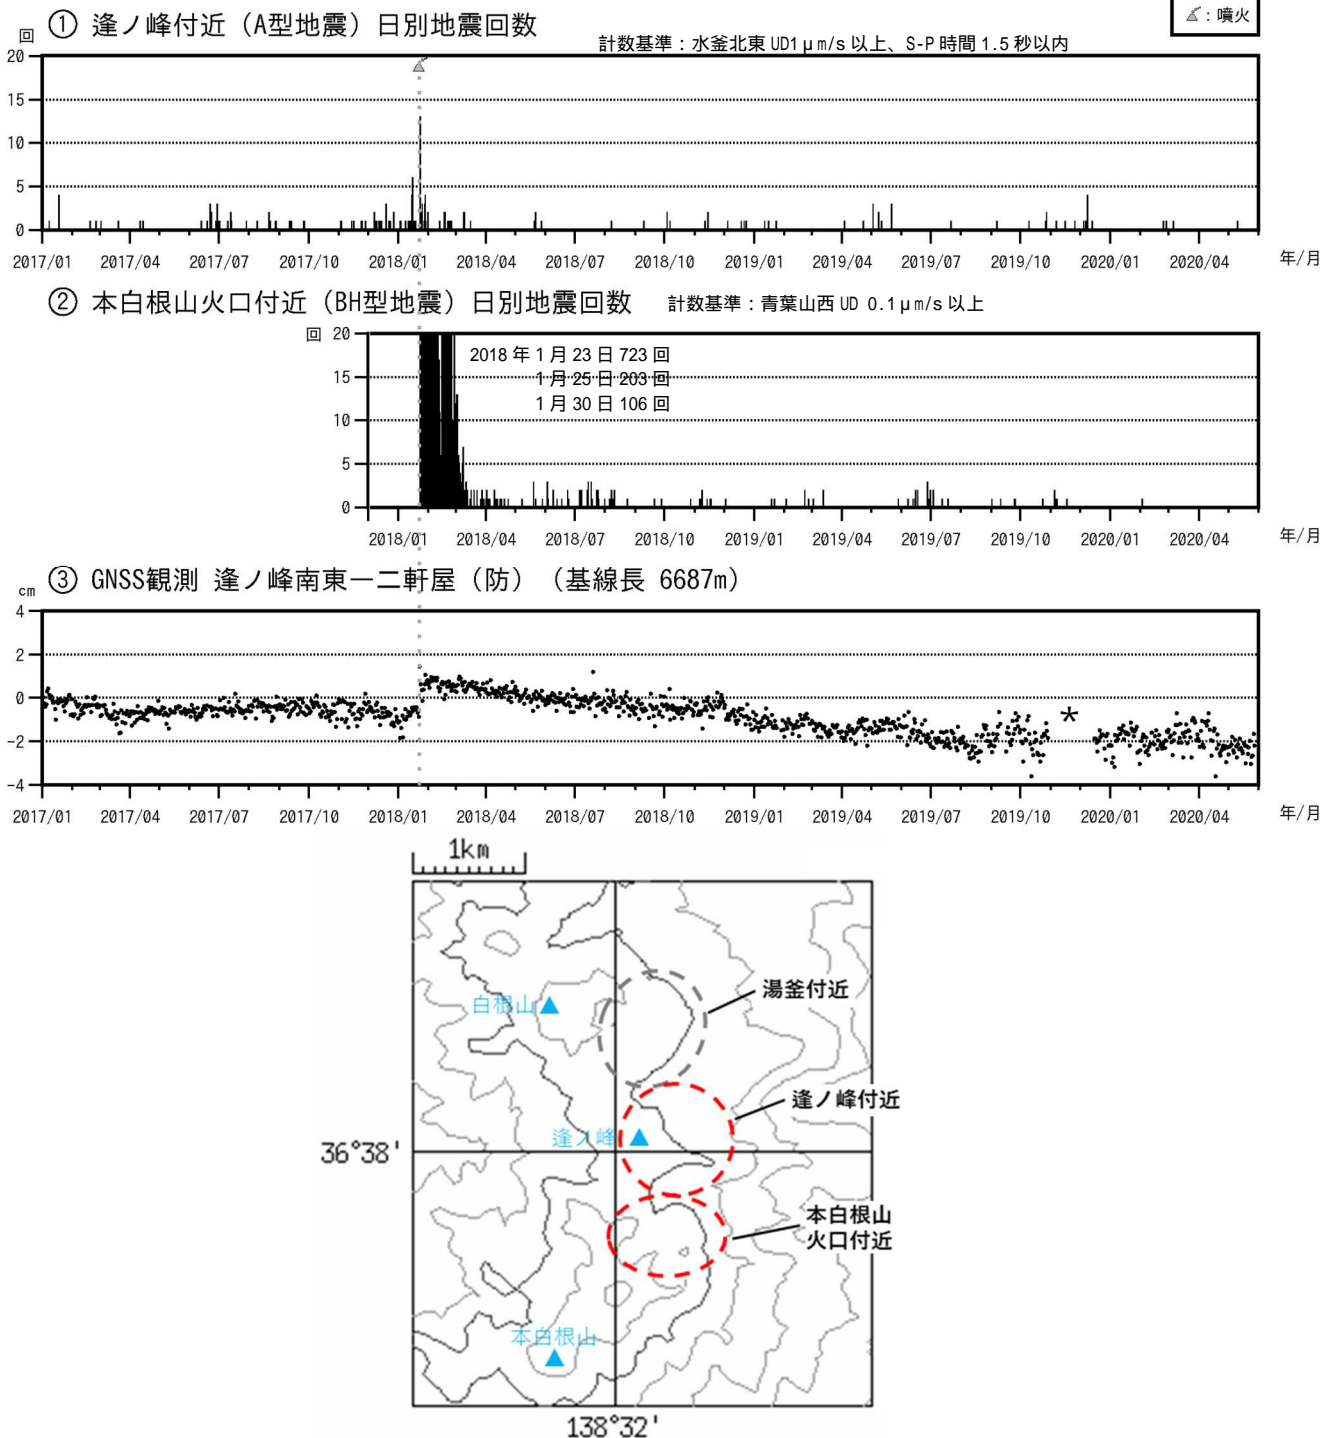 ：噴火
① 逢ノ峰付近（A型地震）日別地震回数
計数基準：水釜北東 UD1μm/s 以上、S-P 時間 1.5 秒以内
回
20
15
10
5
0
2017/01 2017/04 2017/07 2017/10 2018/01 2018/04 2018/07 2018/10 2019/01 2019/04 2019/07 2019/10 2020/01 2020/04 年/月
② 本白根山火口付近（BH型地震）日別地震回数
計数基準：青葉山西 UD 0.1μm/s 以上
回
20
15
10
5
0
2018 年 1 月 23 日 723 回
1 月 25 日 203 回
1 月 30 日 106 回
2018/01 2018/04 2018/07 2018/10 2019/01 2019/04 2019/07 2019/10 2020/01 2020/04 年/月
③ GNSS観測 逢ノ峰南東－二軒屋（防）（基線長 6687m）
cm
4
2
0
-2
-4
*
2017/01 2017/04 2017/07 2017/10 2018/01 2018/04 2018/07 2018/10 2019/01 2019/04 2019/07 2019/10 2020/01 2020/04 年/月
1km
白根山
湯釜付近
逢ノ峰付近
逢ノ峰
36°38'
本白根山
火口付近
本白根山
138°32'